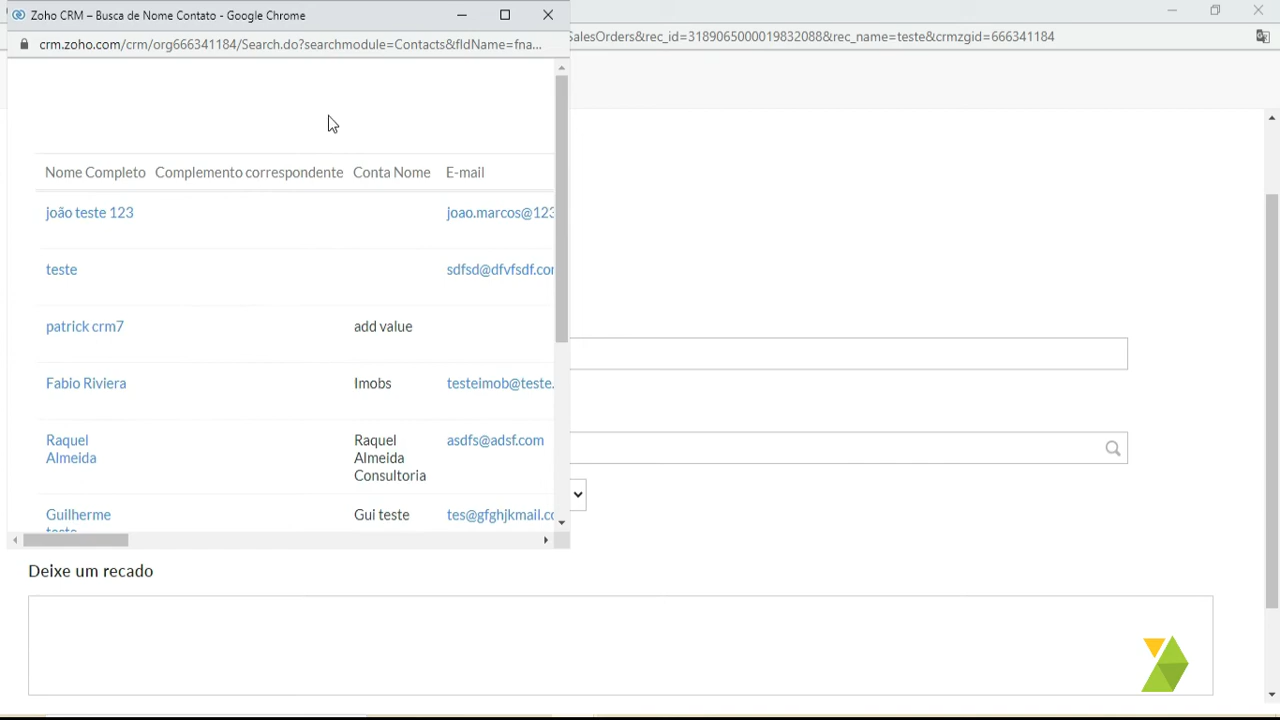 Zoho CRM – Busca de Nome Contato - Google Chrome
crm.zoho.com/crm/org666341184/Search.do?searchmodule=Contacts&fldName=fna...
SalesOrders&rec_id=3189065000019832088&rec_name=teste&crmzgid=666341184
Nome Completo Complemento correspondente Conta Nome E-mail
joão teste 123 joao.marcos@123
teste sdfsd@dfvfsdf.com
patrick crm7 add value
Fabio Riviera Imobs testeimob@teste.
Raquel Raquel asdfs@adsf.com
Almeida Almeida
Consultoria
Guilherme Gui teste tes@gfghjkmail.co
teste
Deixe um recado